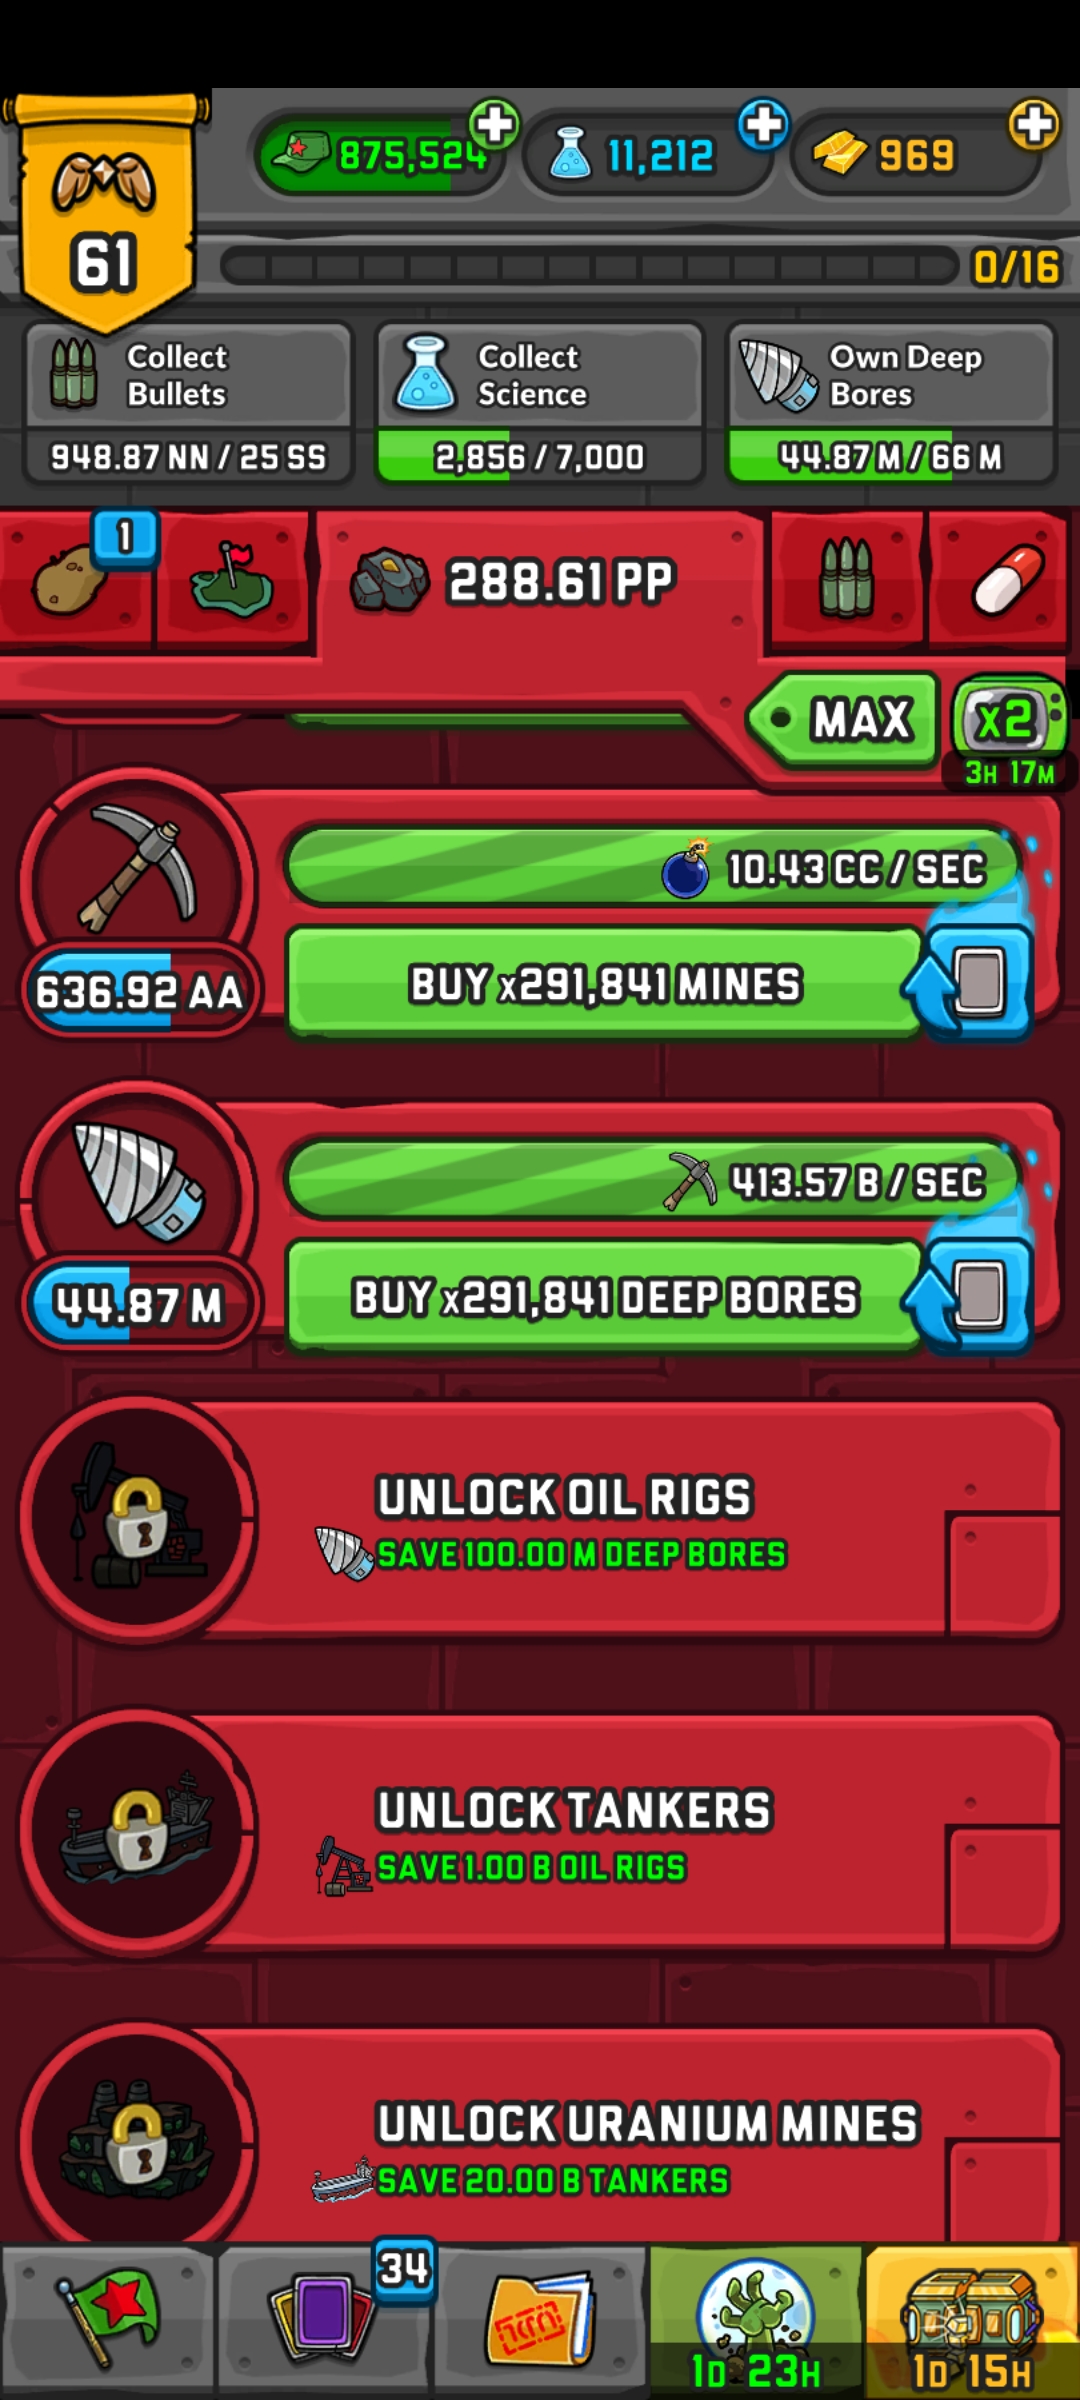 61
875,524
11,212
969
0/16
Collect
Bullets
948.87 NN / 25 SS
Collect
Science
2,856 / 7,000
Own Deep
Bores
44.87 M / 66 M
1
288.61 PP
MAX
x2
3H 17M
10.43 CC / SEC
636.92 AA
BUY x291,841 MINES
413.57 B / SEC
44.87 M
BUY x291,841 DEEP BORES
UNLOCK OIL RIGS
SAVE 100.00 M DEEP BORES
UNLOCK TANKERS
SAVE 1.00 B OIL RIGS
UNLOCK URANIUM MINES
SAVE 20.00 B TANKERS
34
1D 23H
1D 15H